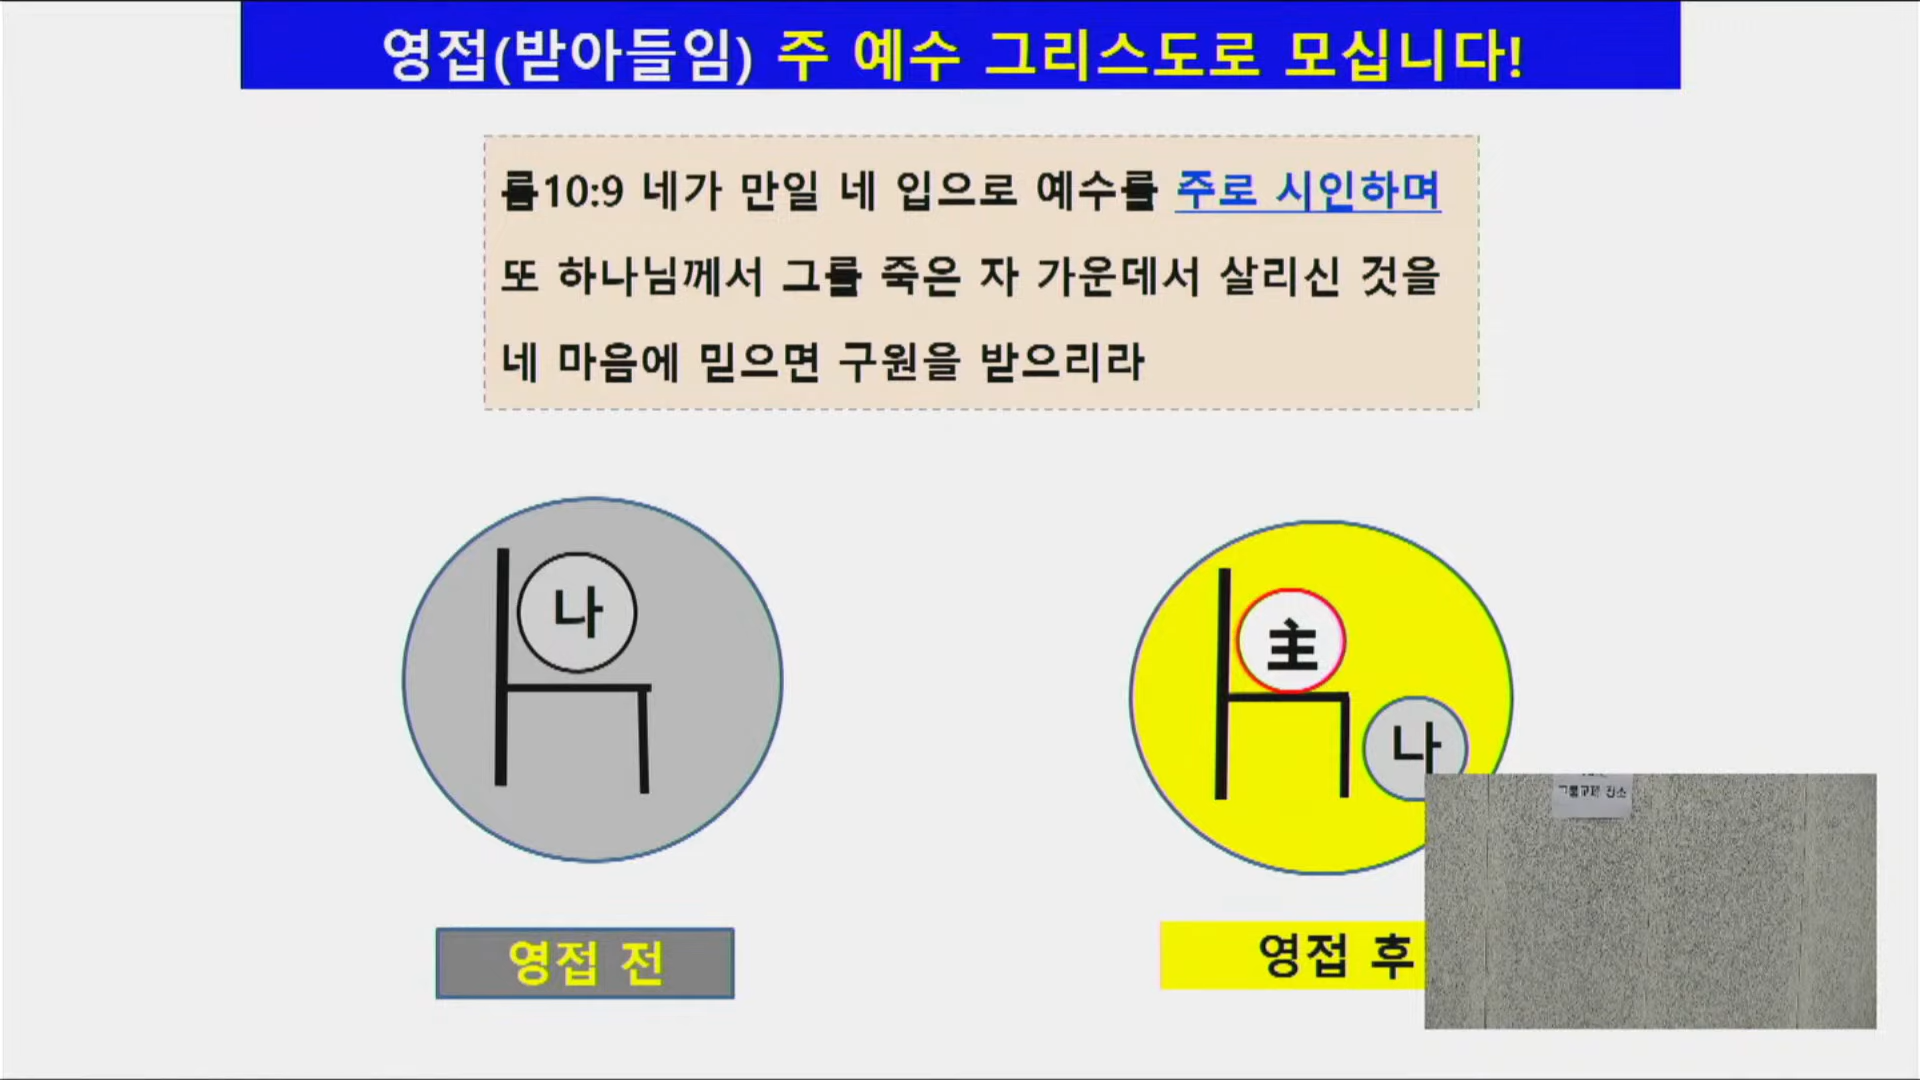 영접(받아들임) 주 예수 그리스도로 모십니다!
롬10:9 네가 만일 네 입으로 예수를 주로 시인하며
또 하나님께서 그를 죽은 자 가운데서 살리신 것을
네 마음에 믿으면 구원을 받으리라
나
主
나
영접 전
영접 후
장소